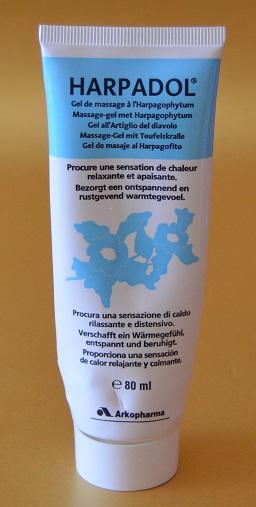 HARPADOL®
Gel de massage à l'Harpagophytum
Massage-gel met Harpagophytum
Gel all'Artiglio del diavolo
Massage-Gel mit Teufelskralle
Gel de masaje al Harpagofito
Procure une sensation de chaleur
relaxante et apaisante.
Bezorgt een ontspannend en
rustgevend warmtegevoel.
Procura una sensazione di caldo
rilassante e distensivo.
Verschafft ein Wärmegefühl,
entspannt und beruhigt.
Proporciona una sensación
de calor relajante y calmante.
℮ 80 ml
Arkopharma